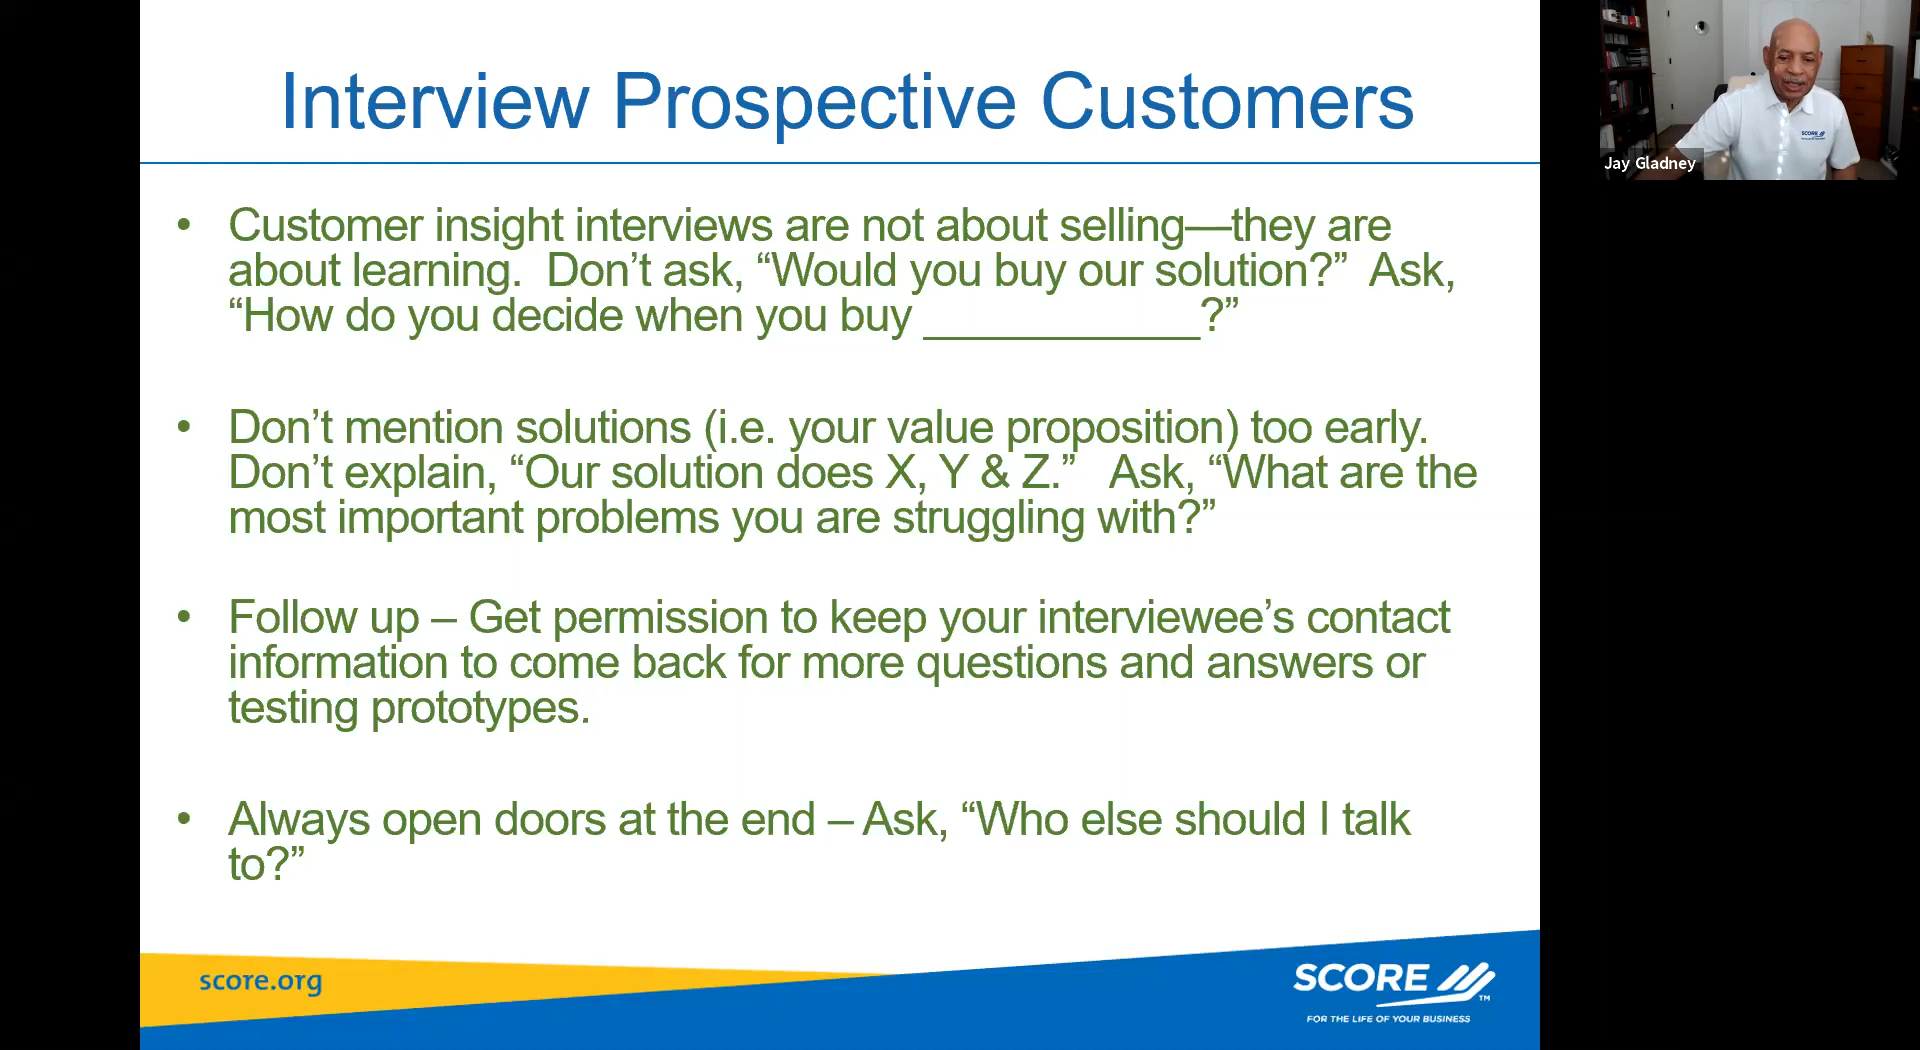 Interview Prospective Customers
• Customer insight interviews are not about selling—they are
about learning.  Don’t ask, “Would you buy our solution?”  Ask,
“How do you decide when you buy ___________?”
• Don’t mention solutions (i.e. your value proposition) too early.
Don’t explain, “Our solution does X, Y & Z.”   Ask, “What are the
most important problems you are struggling with?”
• Follow up – Get permission to keep your interviewee’s contact
information to come back for more questions and answers or
testing prototypes.
• Always open doors at the end – Ask, “Who else should I talk
to?”
score.org
SCORE
TM
FOR THE LIFE OF YOUR BUSINESS
SCORE
Jay Gladney